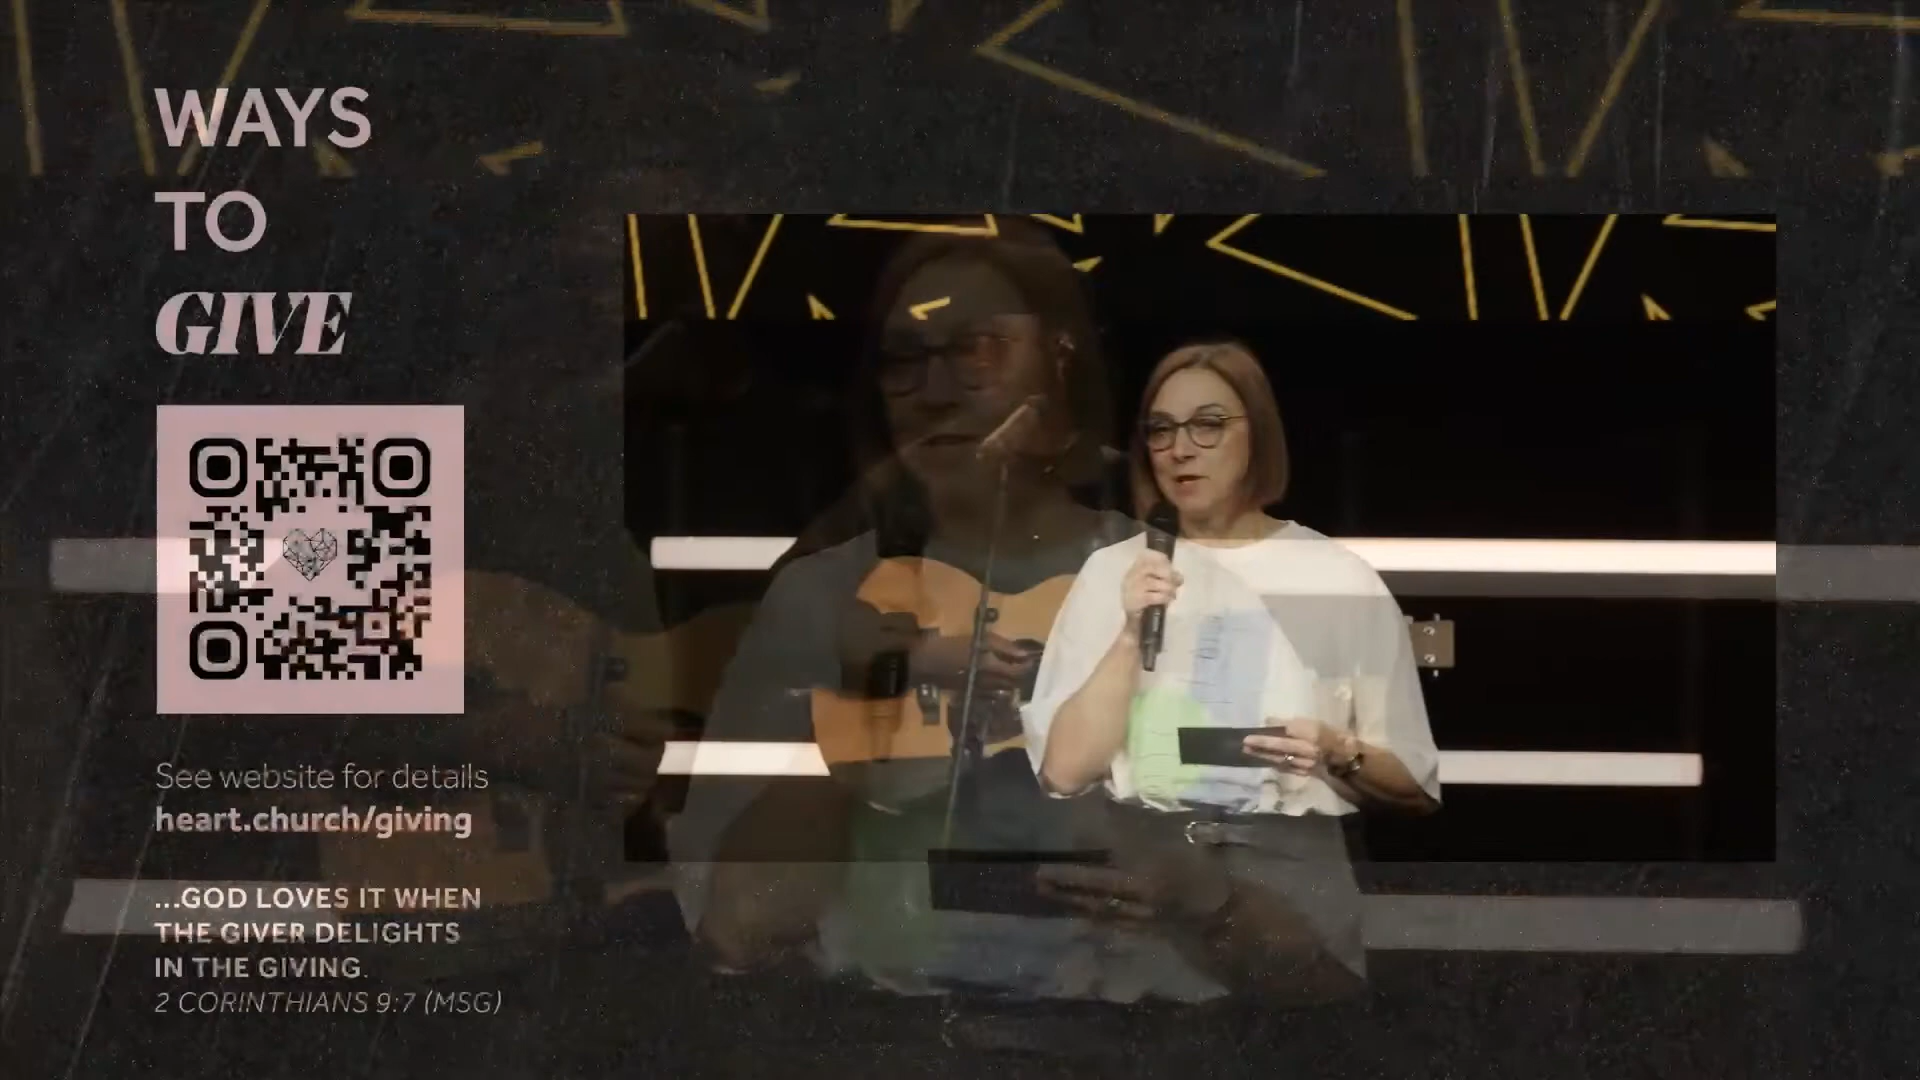 WAYS
TO
GIVE
See website for details
heart.church/giving
...GOD LOVES IT WHEN
THE GIVER DELIGHTS
IN THE GIVING.
2 CORINTHIANS 9:7 (MSG)